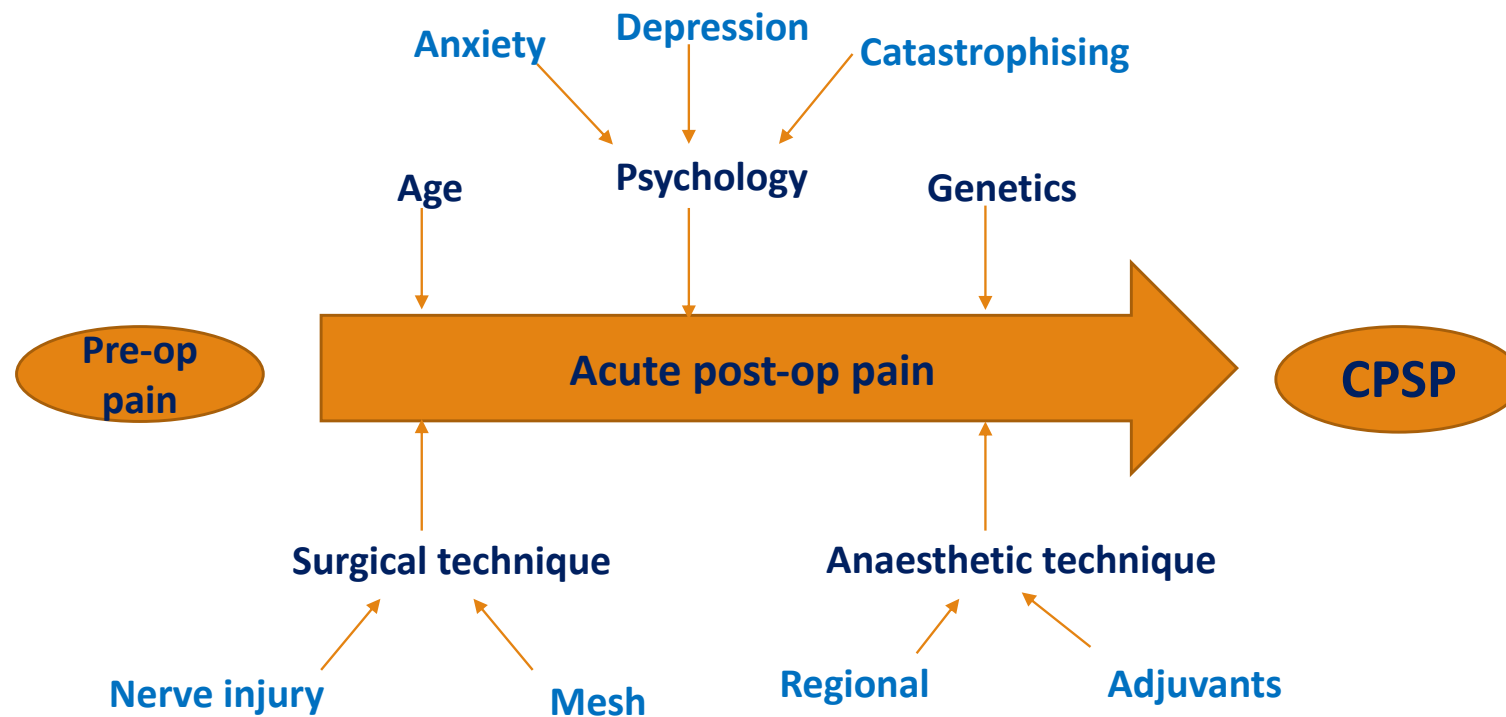 Depression
Anxiety
Catastrophising
Psychology
Age
Genetics
Pre-op
pain
Acute post-op pain
CPSP
Surgical technique
Anaesthetic technique
Nerve injury
Mesh
Regional
Adjuvants